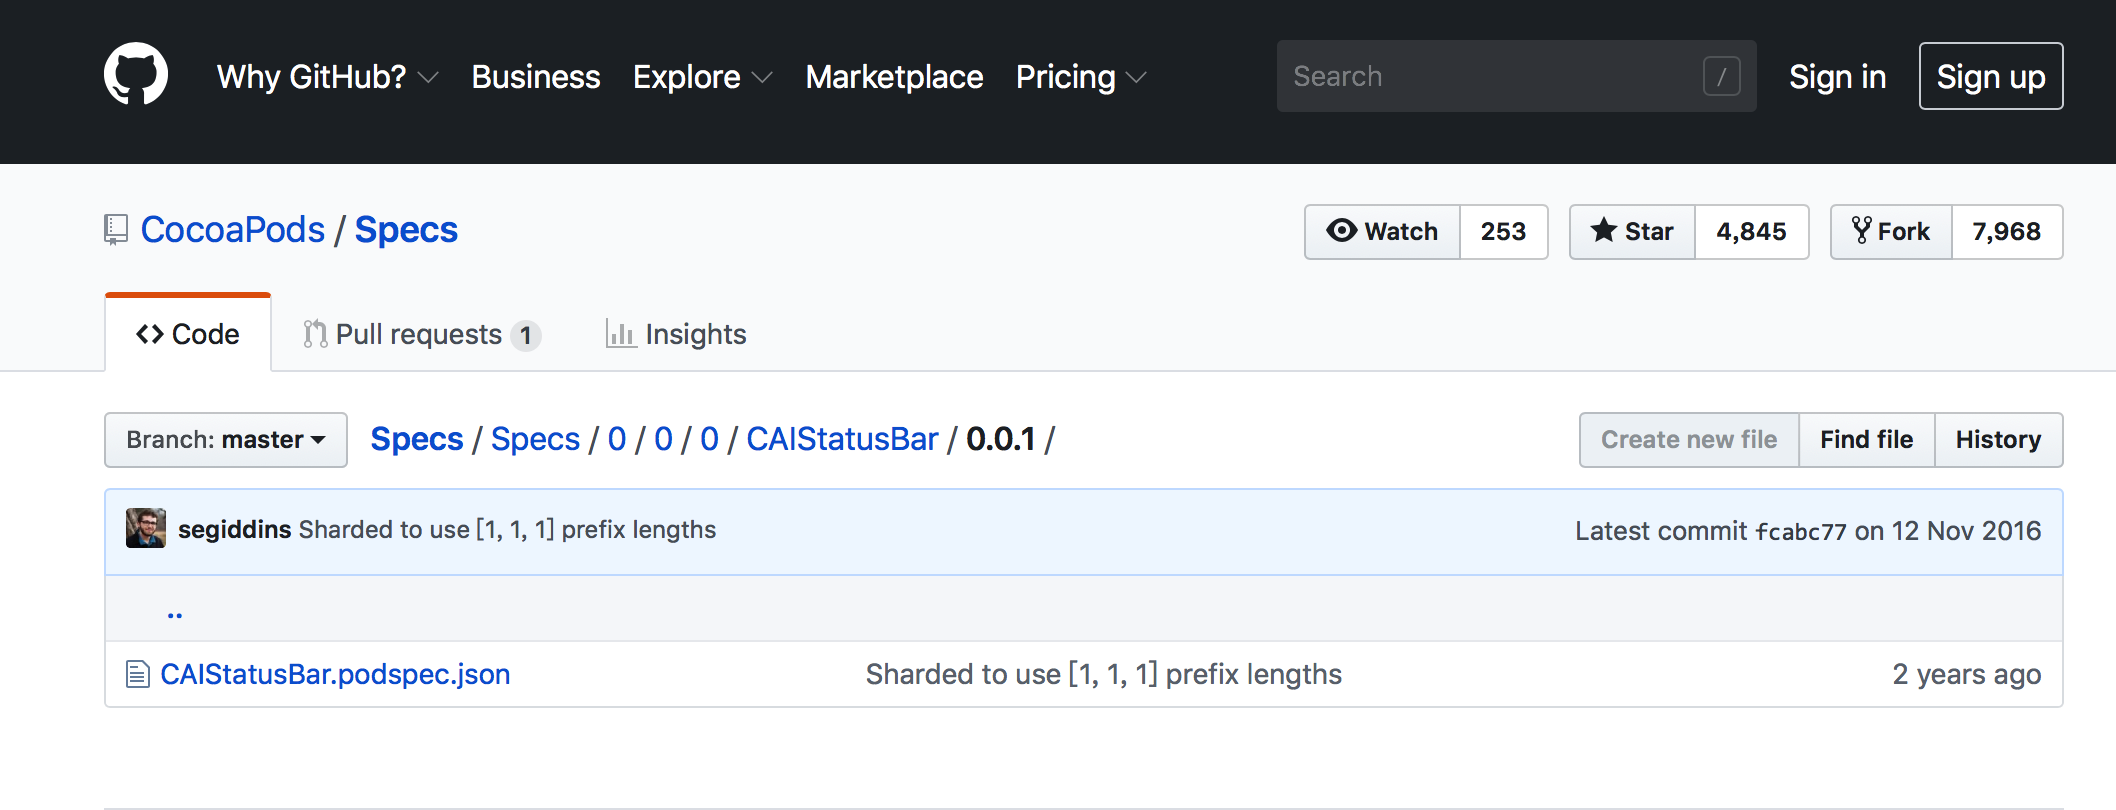 Why GitHub? Business Explore Marketplace Pricing Search / Sign in Sign up
CocoaPods / Specs Watch 253 Star 4,845 Fork 7,968
Code Pull requests 1 Insights
Branch: master Specs / Specs / 0 / 0 / 0 / CAIStatusBar / 0.0.1 / Create new file Find file History
segiddins Sharded to use [1, 1, 1] prefix lengths Latest commit fcabc77 on 12 Nov 2016
..
CAIStatusBar.podspec.json Sharded to use [1, 1, 1] prefix lengths 2 years ago